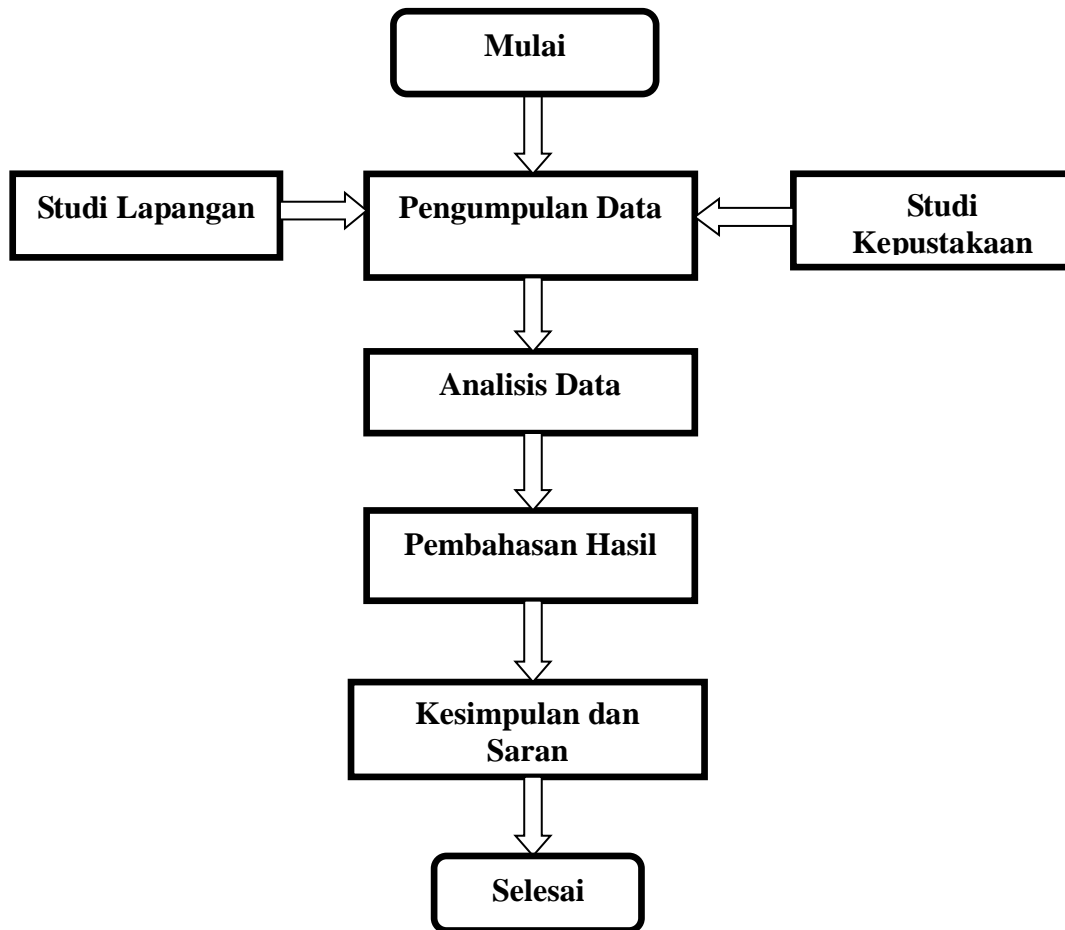 Mulai
Studi Lapangan
Pengumpulan Data
Studi
Kepustakaan
Analisis Data
Pembahasan Hasil
Kesimpulan dan
Saran
Selesai